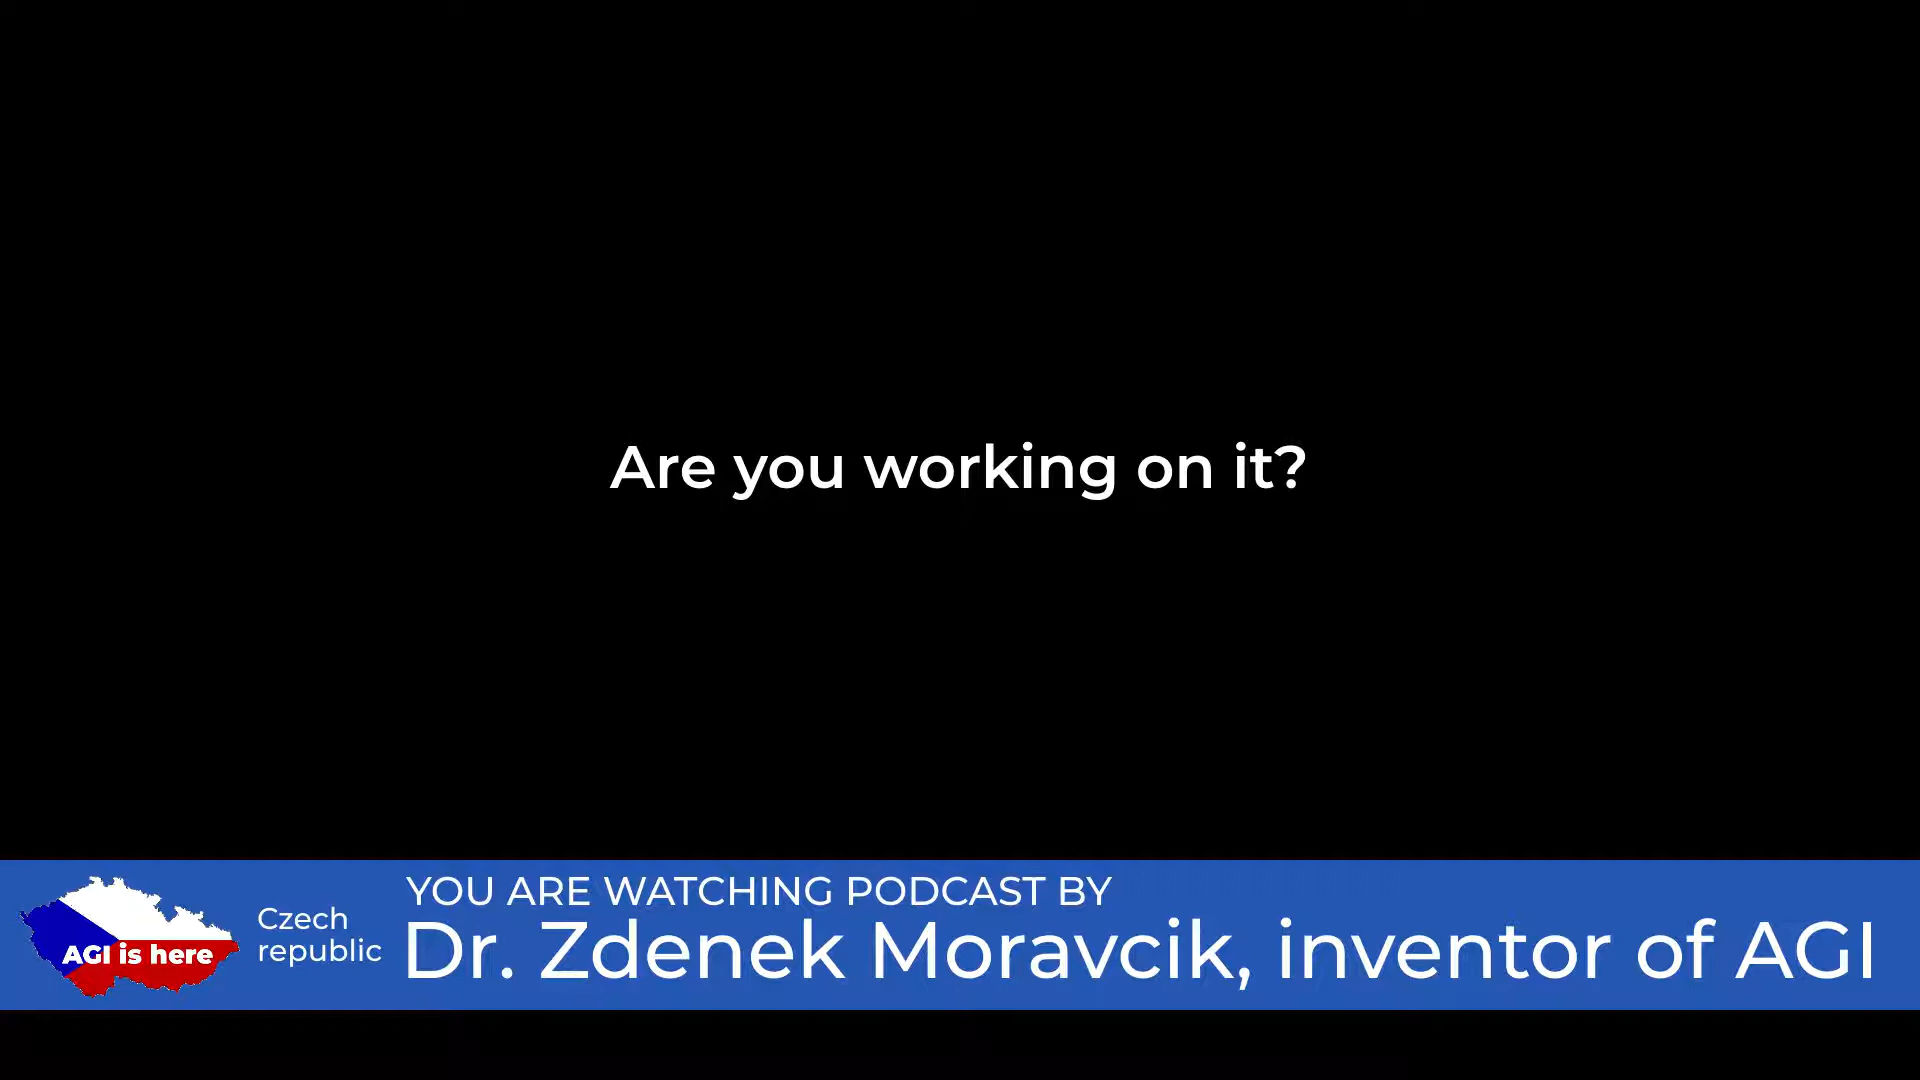 Are you working on it?
YOU ARE WATCHING PODCAST BY
Dr. Zdenek Moravcik, inventor of AGI
Czech
republic
AGI is here